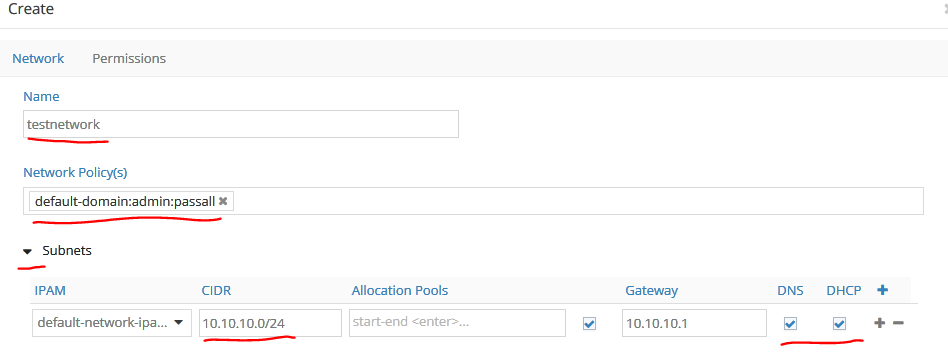 Create
Network Permissions
Name
testnetwork
Network Policy(s)
default-domain:admin:passall
Subnets
IPAM CIDR Allocation Pools Gateway DNS DHCP
default-network-ipa... 10.10.10.0/24 start-end <enter>... 10.10.10.1